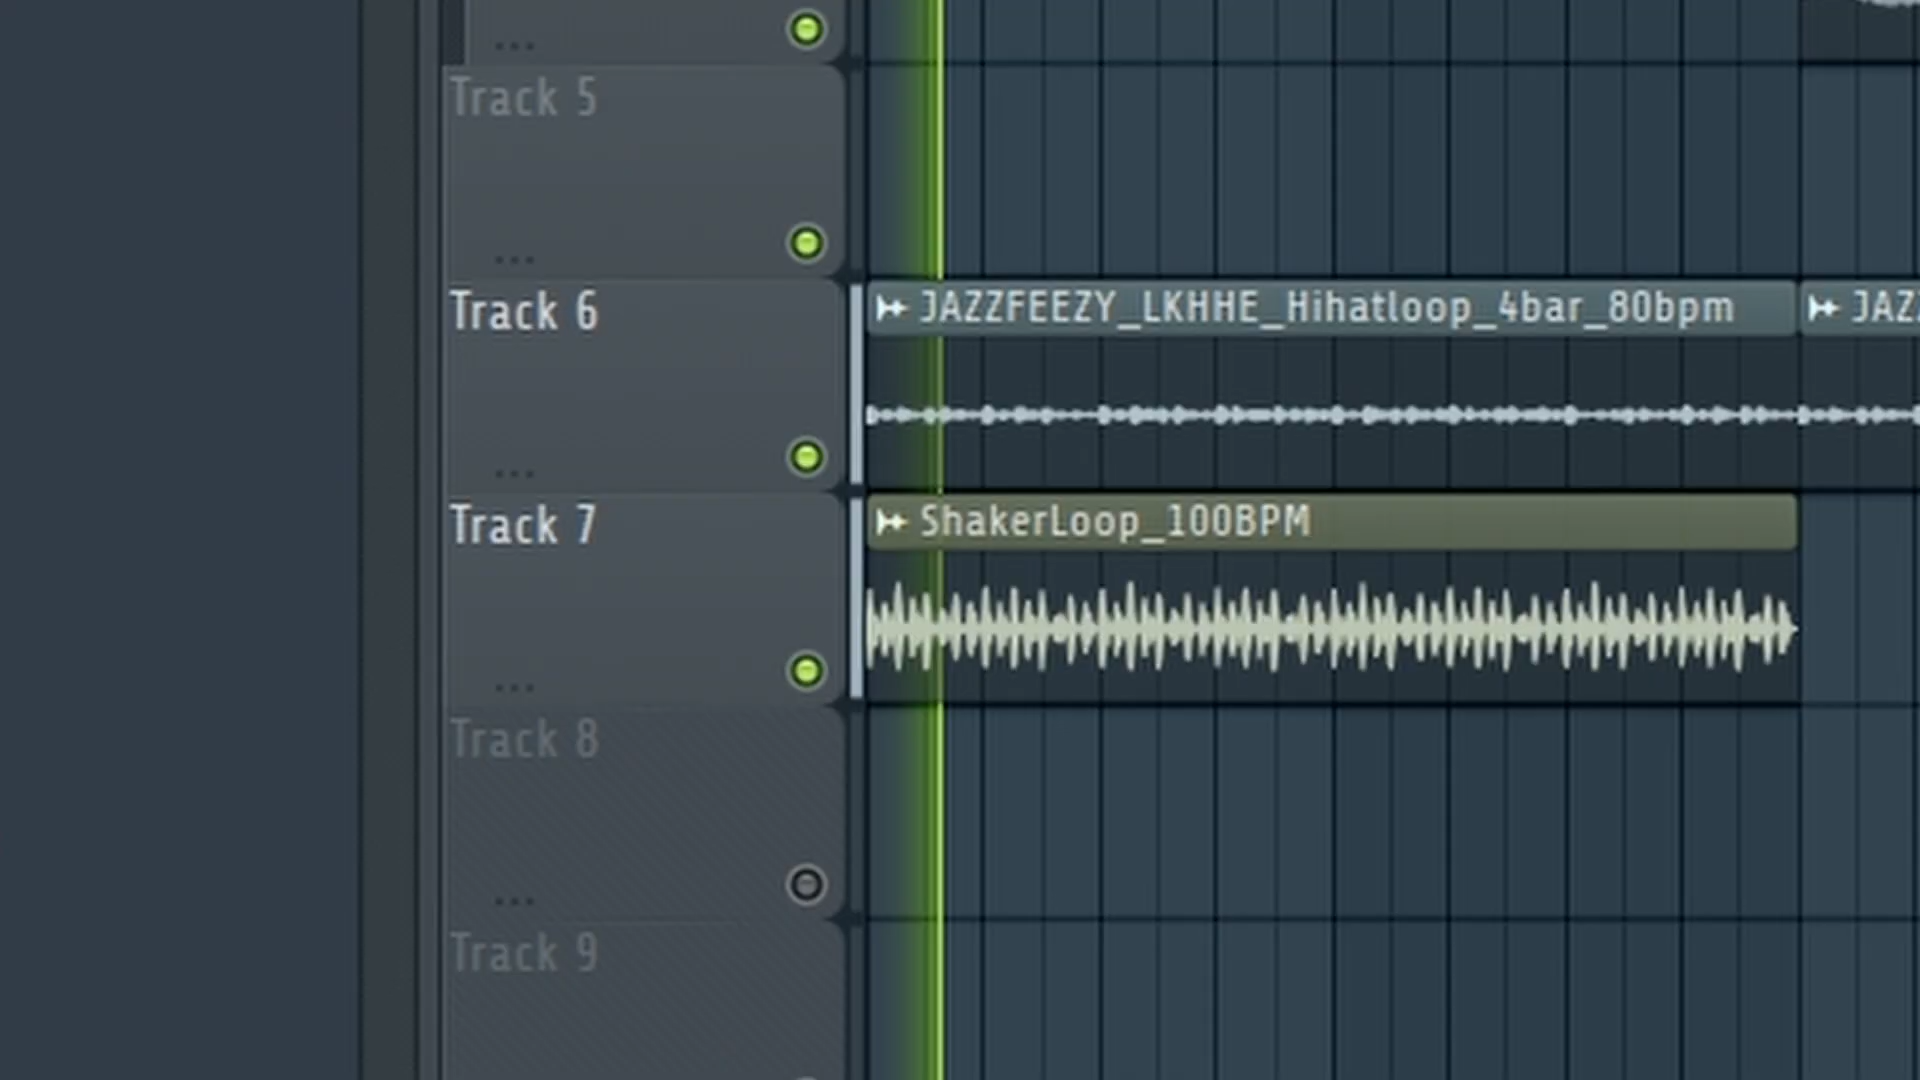 Track 5
Track 6
JAZZFEEZY_LKHHE_Hihatloop_4bar_80bpm
JAZ
Track 7
ShakerLoop_100BPM
Track 8
Track 9